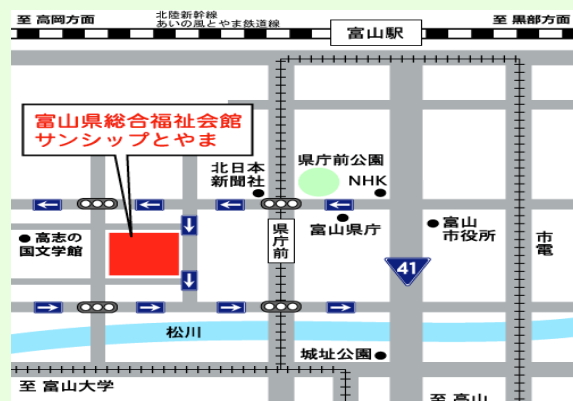 至 高岡方面
北陸新幹線
あいの風とやま鉄道線
富山駅
至 黒部方面
富山県総合福祉会館
サンシップとやま
北日本
新聞社
県庁前公園
NHK
富山県庁
県庁前
高志の
国文学館
富山
市役所
市電
41
松川
城址公園
至 富山大学
至 高山